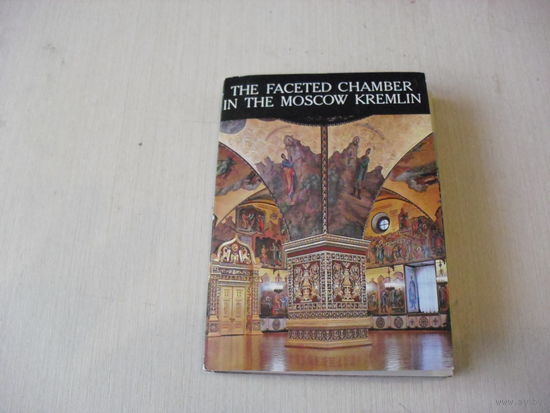 THE FACETED CHAMBER
IN THE MOSCOW KREMLIN